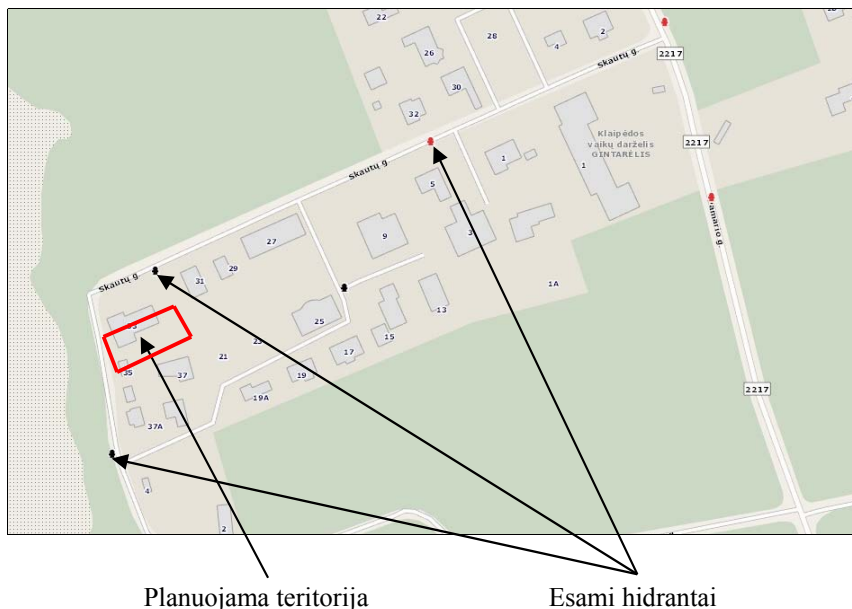 22
2
28
4
26
Skautų g.
2217
30
32
Klaipėdos
vaikų darželis
GINTARĖLIS
2217
Skautų g.
1
1
5
9
3
27
Skautų g.
31
29
1A
13
25
23
15
21
17
35
37
19
19A
2217
37A
4
2
Planuojama teritorija
Esami hidrantai